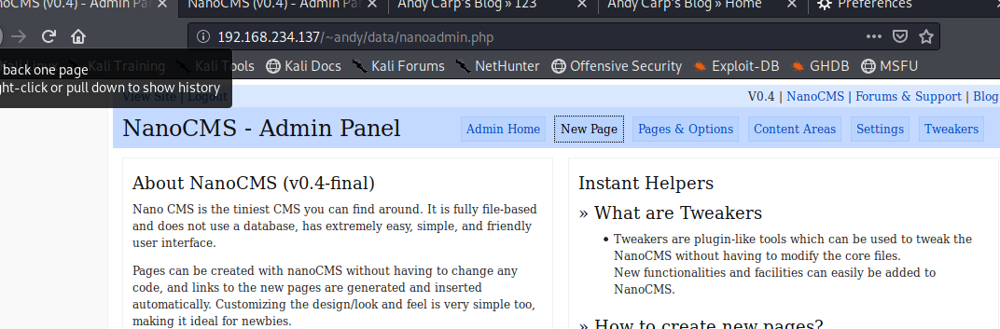 NanoCMS (v0.4) - Admin Pa
Andy Carp's Blog » 123
Andy Carp's Blog » Home
Preferences
192.168.234.137/~andy/data/nanoadmin.php
Kali Training
Kali Tools
Kali Docs
Kali Forums
NetHunter
Offensive Security
Exploit-DB
GHDB
MSFU
back one page
ght-click or pull down to show history
View Site | Logout
V0.4 | NanoCMS | Forums & Support | Blog
NanoCMS - Admin Panel
Admin Home
New Page
Pages & Options
Content Areas
Settings
Tweakers
About NanoCMS (v0.4-final)
Nano CMS is the tiniest CMS you can find around. It is fully file-based
and does not use a database, has extremely easy, simple, and friendly
user interface.
Pages can be created with nanoCMS without having to change any
code, and links to the new pages are generated and inserted
automatically. Customizing the design/look and feel is very simple too,
making it ideal for newbies.
Instant Helpers
» What are Tweakers
• Tweakers are plugin-like tools which can be used to tweak the
NanoCMS without having to modify the core files.
New functionalities and facilities can easily be added to
NanoCMS.
» How to create new pages?